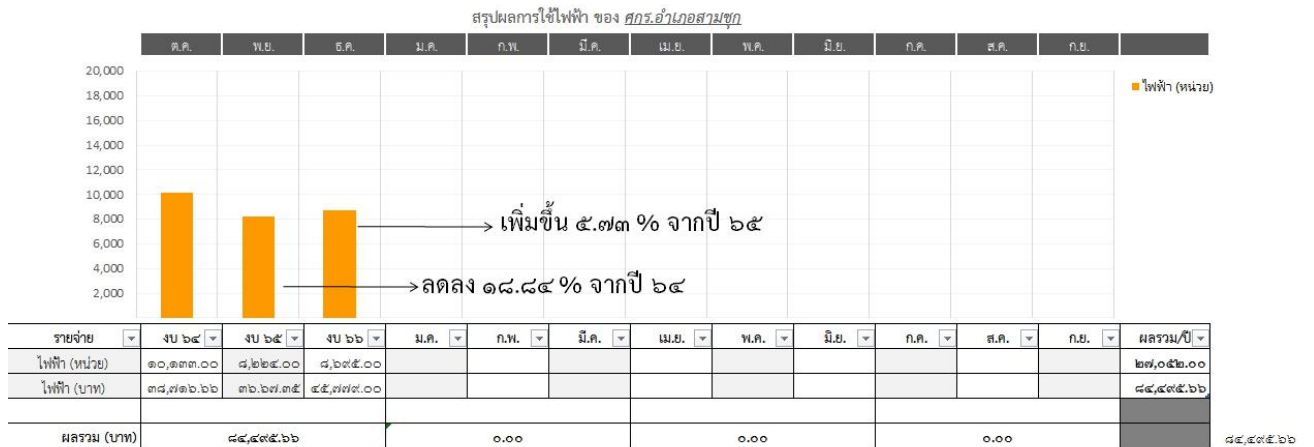 สรุปผลการใช้ไฟฟ้า ของ ศกร.อำเภอสามชุก
ต.ค. พ.ย. ธ.ค. ม.ค. ก.พ. มี.ค. เม.ย. พ.ค. มิ.ย. ก.ค. ส.ค. ก.ย.
20,000
18,000
16,000
14,000
12,000
10,000
8,000
6,000
4,000
2,000
ไฟฟ้า (หน่วย)
เพิ่มขึ้น ๕.๗๓ % จากปี ๖๕
ลดลง ๑๘.๘๔ % จากปี ๖๔
รายจ่าย งบ ๖๔ งบ ๖๕ งบ ๖๖ ม.ค. ก.พ. มี.ค. เม.ย. พ.ค. มิ.ย. ก.ค. ส.ค. ก.ย. ผลรวม/ปี
ไฟฟ้า (หน่วย) ๑๐,๑๓๓.๐๐ ๘,๒๒๔.๐๐ ๘,๖๙๕.๐๐ ๒๗,๐๕๒.๐๐
ไฟฟ้า (บาท) ๓๘,๗๑๖.๖๖ ๓๖.๖๗.๓๕ ๔๕,๗๗๙.๐๐ ๘๔,๔๙๕.๖๖
ผลรวม (บาท) ๘๔,๔๙๕.๖๖ ๐.๐๐ ๐.๐๐ ๐.๐๐ ๘๔,๔๙๕.๖๖